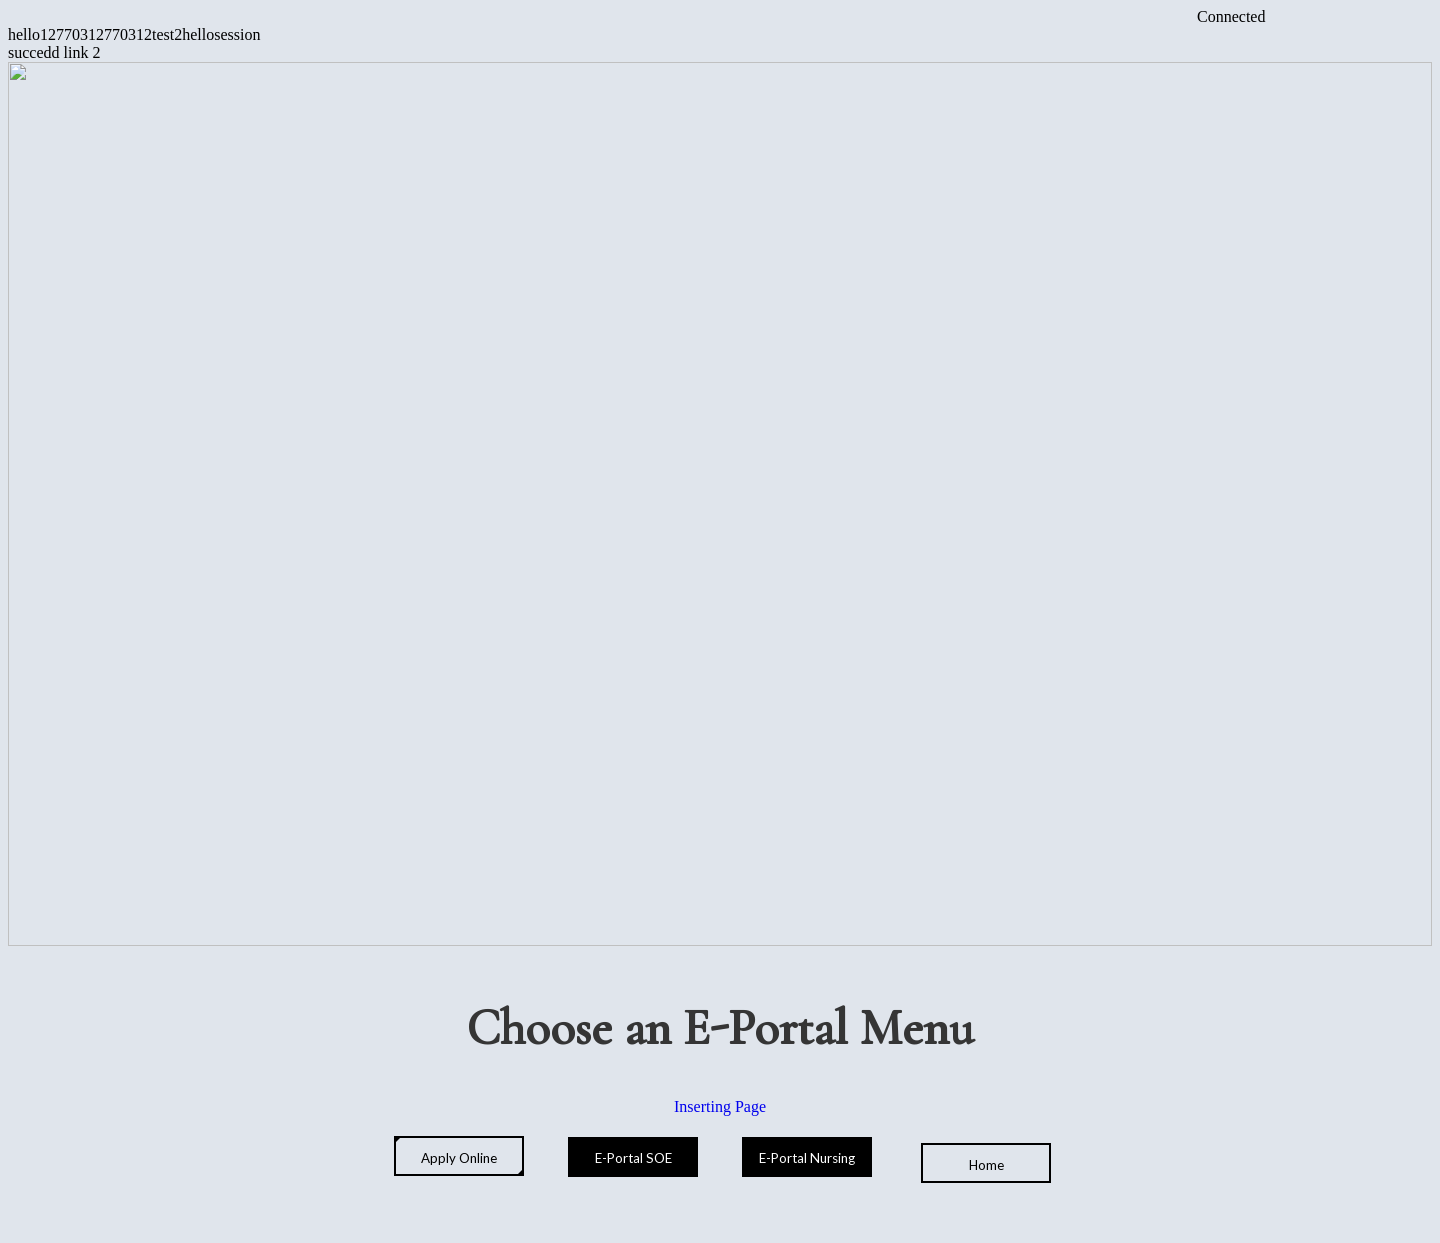 Connected
hello12770312770312test2hellosession
succedd link 2
Choose an E-Portal Menu
Inserting Page
Apply Online
E-Portal SOE
E-Portal Nursing
Home